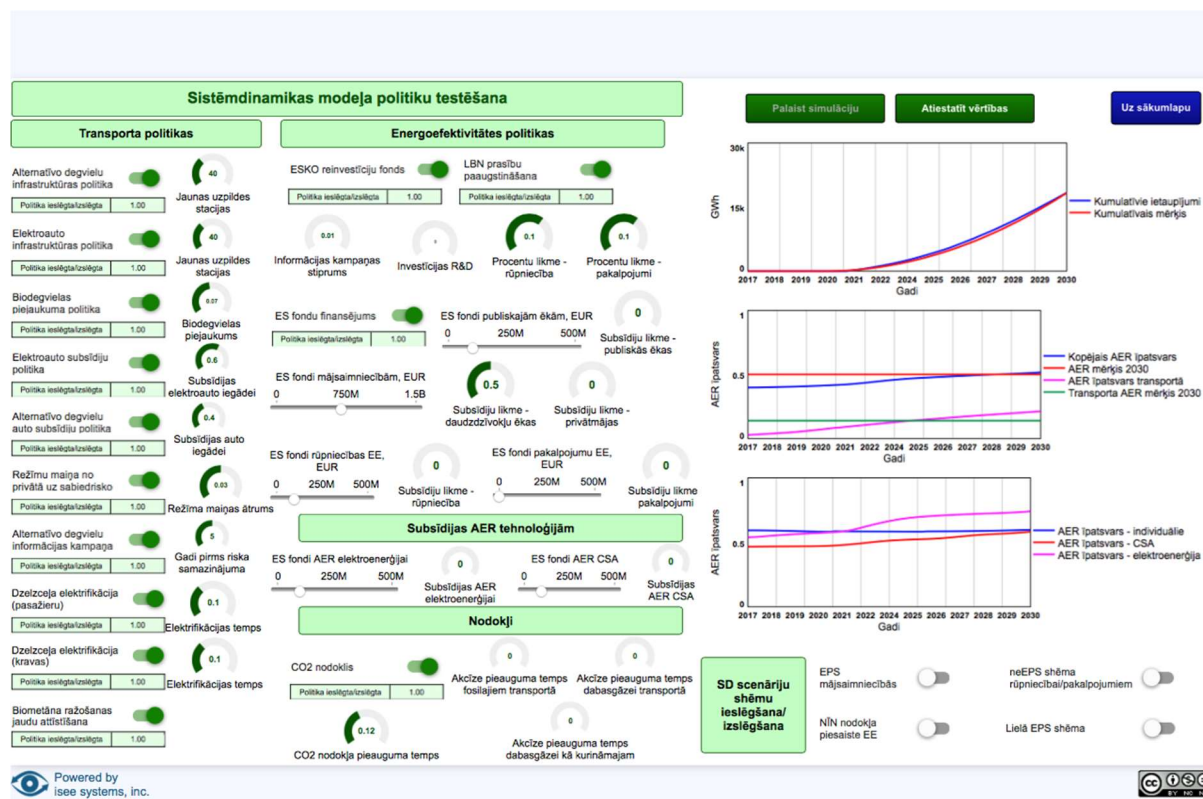 Sistēmdinamikas modeļa politiku testēšana
Transporta politikas
Alternatīvo degvielu
infrastruktūras politika
Politika ieslēgta/izslēgta 1.00
40
Jaunas uzpildes
stacijas
Elektroauto
infrastruktūras politika
Politika ieslēgta/izslēgta 1.00
40
Jaunas uzpildes
stacijas
Biodegvielas
piejaukuma politika
Politika ieslēgta/izslēgta 1.00
0.07
Biodegvielas
piejaukums
Elektroauto subsīdiju
politika
Politika ieslēgta/izslēgta 1.00
0.6
Subsīdijas
elektroauto iegādei
Alternatīvo degvielu
auto subsīdiju politika
Politika ieslēgta/izslēgta 1.00
0.4
Subsīdijas auto
iegādei
Režīmu maiņa no
privātā uz sabiedrisko
Politika ieslēgta/izslēgta 1.00
0.03
Režīma maiņas ātrums
Alternatīvo degvielu
informācijas kampaņa
Politika ieslēgta/izslēgta 1.00
5
Gadi pirms riska
samazinājuma
Dzelzceļa elektrifikācija
(pasažieru)
Politika ieslēgta/izslēgta 1.00
0.1
Elektrifikācijas temps
Dzelzceļa elektrifikācija
(kravas)
Politika ieslēgta/izslēgta 1.00
0.1
Elektrifikācijas temps
Biometāna ražošanas
jaudu attīstīšana
Politika ieslēgta/izslēgta 1.00
Energoefektivitātes politikas
ESKO reinvestīciju fonds
Politika ieslēgta/izslēgta 1.00
LBN prasību
paaugstināšana
Politika ieslēgta/izslēgta 1.00
0.01
Informācijas kampaņas
stiprums
Investīcijas R&D
0.1
Procentu likme -
rūpniecība
0.1
Procentu likme -
pakalpojumi
ES fondu finansējums
Politika ieslēgta/izslēgta 1.00
ES fondi publiskajām ēkām, EUR
0 250M 500M
0
Subsīdiju likme -
publiskās ēkas
ES fondi mājsaimniecībām, EUR
0 750M 1.5B
0.5
Subsīdiju likme -
daudzdzīvokļu ēkas
0
Subsīdiju likme -
privātmājas
ES fondi rūpniecības EE,
EUR
0 250M 500M
0
Subsīdiju likme -
rūpniecība
ES fondi pakalpojumu EE,
EUR
0 250M 500M
0
Subsīdiju likme
pakalpojumi
Subsīdijas AER tehnoloģijām
ES fondi AER elektroenerģijai
0 250M 500M
0
Subsīdijas AER
elektroenerģijai
ES fondi AER CSA
0 250M 500M
0
Subsīdijas
AER CSA
Nodokļi
CO2 nodoklis
Politika ieslēgta/izslēgta 1.00
0
Akcīze pieauguma temps
fosilajiem transportā
0
Akcīze pieauguma temps
dabasgāzei transportā
0.12
CO2 nodokļa pieauguma temps
0
Akcīze pieauguma temps
dabasgāzei kā kurināmajam
Palaist simulāciju
Atiestatīt vērtības
Uz sākumlapu
30k
15k
0
GWh
2017 2018 2019 2020 2021 2022 2024 2025 2026 2027 2028 2029 2030
Gadi
Kumulatīvie ietaupījumi
Kumulatīvais mērķis
1
0.5
0
AER īpatsvars
2017 2018 2019 2020 2021 2022 2024 2025 2026 2027 2028 2029 2030
Gadi
Kopējais AER īpatsvars
AER mērķis 2030
AER īpatsvars transportā
Transporta AER mērķis 2030
1
0.5
0
AER īpatsvars
2017 2018 2019 2020 2021 2022 2024 2025 2026 2027 2028 2029 2030
Gadi
AER īpatsvars - individuālie
AER īpatsvars - CSA
AER īpatsvars - elektroenerģija
SD scenāriju
shēmu
ieslēgšana/
izslēgšana
EPS
mājsaimniecībās
neEPS shēma
rūpniecībai/pakalpojumiem
NĪN nodokļa
piesaiste EE
Lielā EPS shēma
Powered by
isee systems, inc.
cc
BY NC